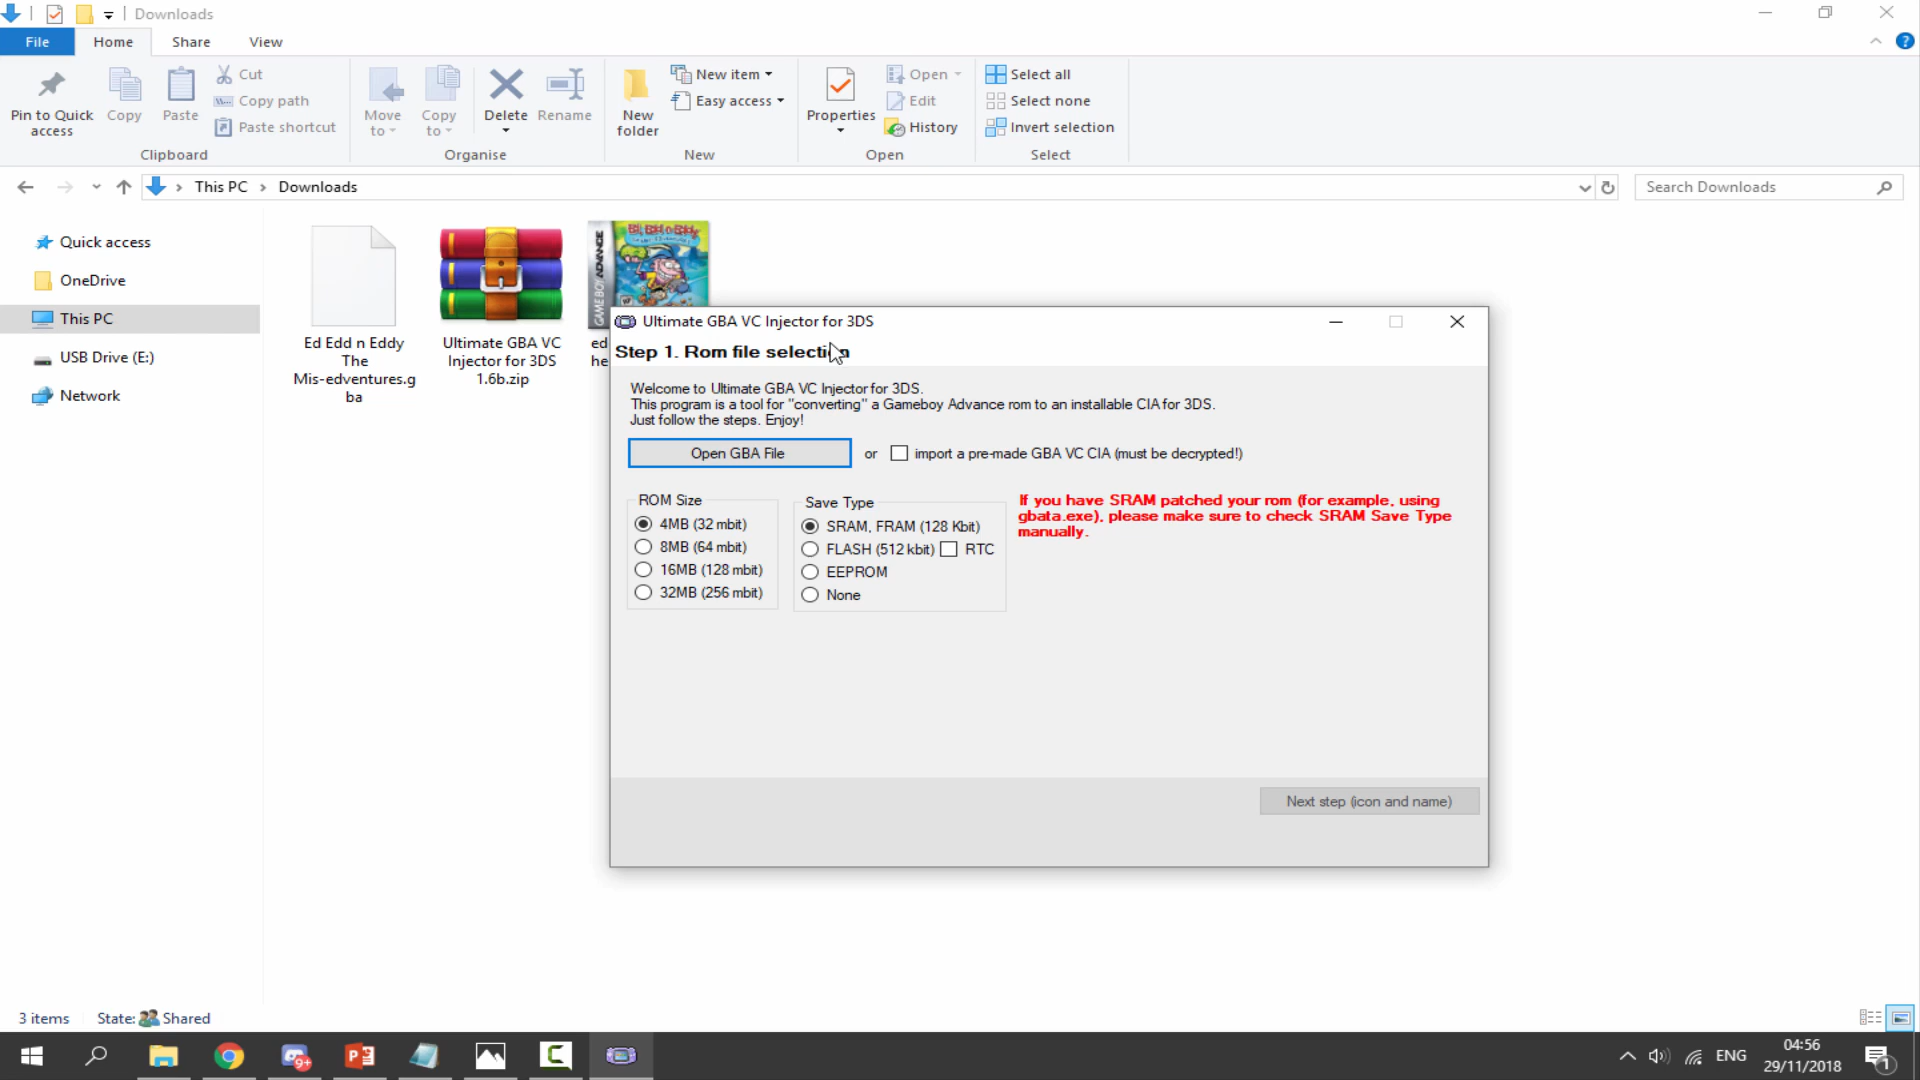 Downloads
File
Home
Share
View
Pin to Quick access
Copy
Paste
Cut
Copy path
Paste shortcut
Clipboard
Move to
Copy to
Delete
Rename
Organise
New folder
New item
Easy access
New
Properties
Open
Edit
History
Open
Select all
Select none
Invert selection
Select
This PC
Downloads
Search Downloads
Quick access
OneDrive
This PC
USB Drive (E:)
Network
Ed Edd n Eddy
The
Mis-edventures.g
ba
Ultimate GBA VC
Injector for 3DS
1.6b.zip
GAME BOY ADVANCE
ed
he
Ultimate GBA VC Injector for 3DS
Step 1. Rom file selection
Welcome to Ultimate GBA VC Injector for 3DS.
This program is a tool for "converting" a Gameboy Advance rom to an installable CIA for 3DS.
Just follow the steps. Enjoy!
Open GBA File
or
import a pre-made GBA VC CIA (must be decrypted!)
ROM Size
4MB (32 mbit)
8MB (64 mbit)
16MB (128 mbit)
32MB (256 mbit)
Save Type
SRAM, FRAM (128 Kbit)
FLASH (512 kbit)
RTC
EEPROM
None
If you have SRAM patched your rom (for example, using
gbata.exe), please make sure to check SRAM Save Type
manually.
Next step (icon and name)
3 items
State:
Shared
9+
ENG
04:56
29/11/2018
1